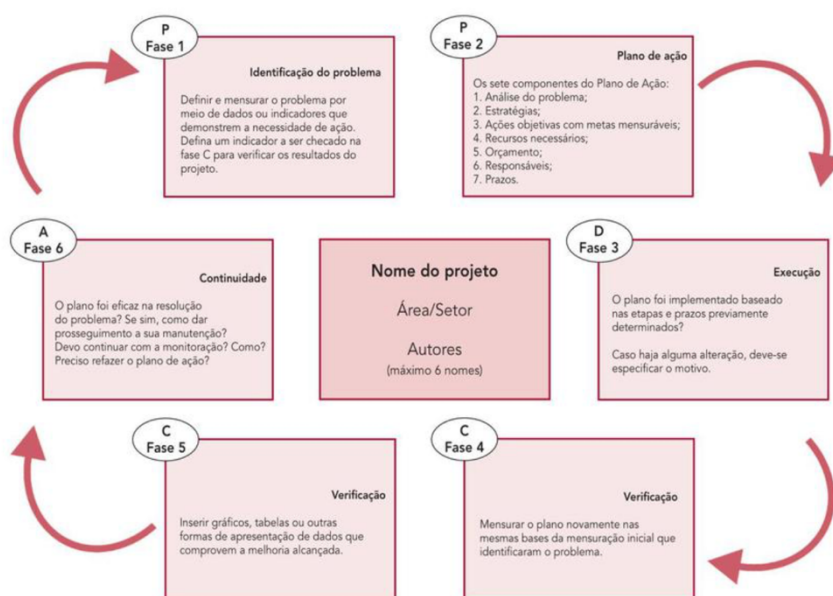 P
Fase 1
Identificação do problema
Definir e mensurar o problema por
meio de dados ou indicadores que
demonstrem a necessidade de ação.
Defina um indicador a ser checado na
fase C para verificar os resultados do
projeto.
P
Fase 2
Plano de ação
Os sete componentes do Plano de Ação:
1. Análise do problema;
2. Estratégias;
3. Ações objetivas com metas mensuráveis;
4. Recursos necessários;
5. Orçamento;
6. Responsáveis;
7. Prazos.
A
Fase 6
Continuidade
O plano foi eficaz na resolução
do problema? Se sim, como dar
prosseguimento a sua manutenção?
Devo continuar com a monitoração? Como?
Preciso refazer o plano de ação?
Nome do projeto
Área/Setor
Autores
(máximo 6 nomes)
D
Fase 3
Execução
O plano foi implementado baseado
nas etapas e prazos previamente
determinados?
Caso haja alguma alteração, deve-se
especificar o motivo.
C
Fase 5
Verificação
Inserir gráficos, tabelas ou outras
formas de apresentação de dados que
comprovem a melhoria alcançada.
C
Fase 4
Verificação
Mensurar o plano novamente nas
mesmas bases da mensuração inicial que
identificaram o problema.